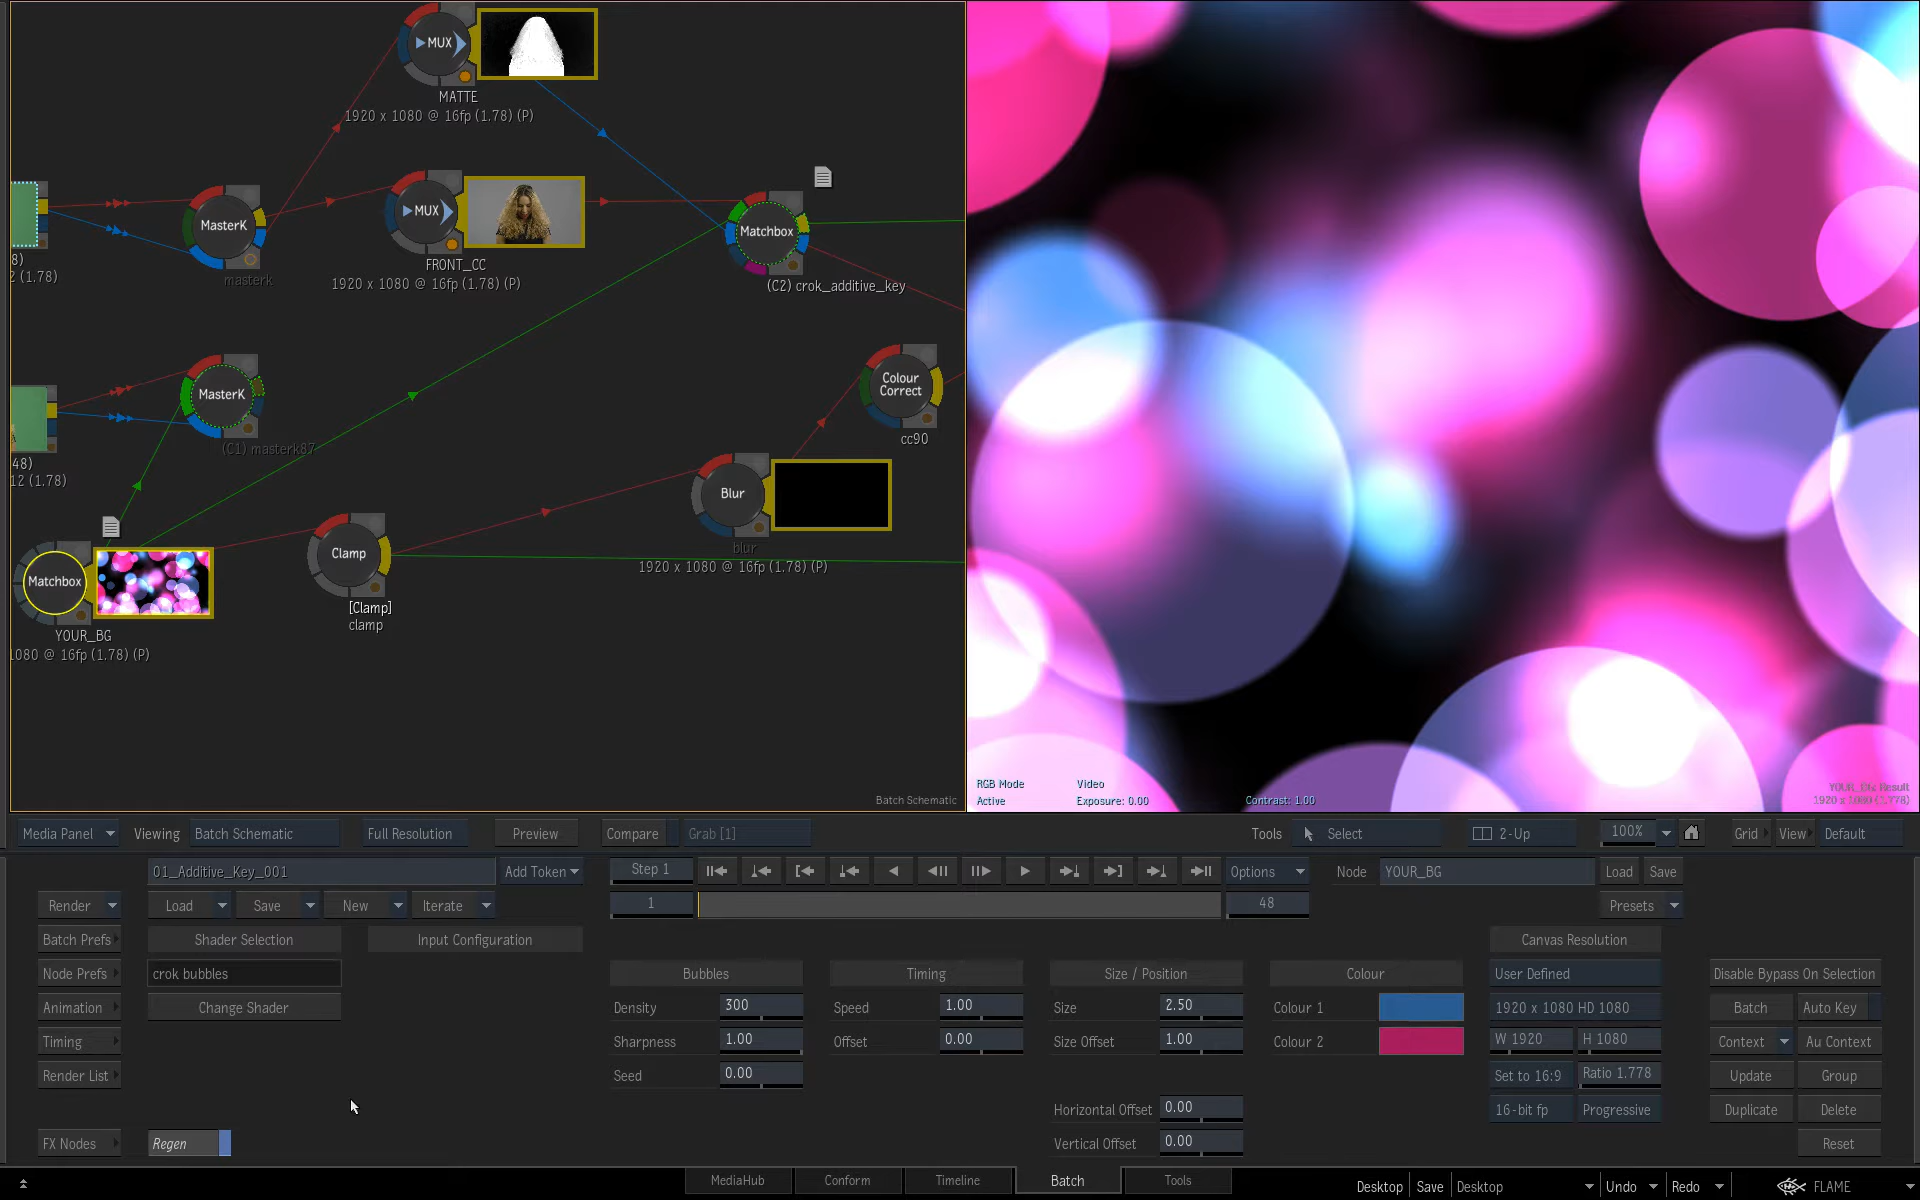 MUX
MATTE
1920 x 1080 @ 16fp (1.78) (P)
MasterK
masterk
MUX
FRONT_CC
1920 x 1080 @ 16fp (1.78) (P)
Matchbox
(C2) crok_additive_key
8)
2 (1.78)
MasterK
(C1) masterk87
48)
12 (1.78)
Colour
Correct
cc90
Blur
blur
1920 x 1080 @ 16fp (1.78) (P)
Clamp
[Clamp]
clamp
Matchbox
YOUR_BG
1080 @ 16fp (1.78) (P)
Batch Schematic
RGB Mode
Active
Video
Exposure: 0.00
Contrast: 1.00
Result
1920 x 1080 (1.778)
Media Panel
Viewing
Batch Schematic
Full Resolution
Preview
Compare
Grab [1]
Tools
Select
2-Up
100%
Grid
View
Default
01_Additive_Key_001
Add Token
Step 1
Options
Node
YOUR_BG
Load
Save
Render
Load
Save
New
Iterate
1
48
Presets
Batch Prefs
Shader Selection
Input Configuration
Canvas Resolution
Node Prefs
crok bubbles
Bubbles
Timing
Size / Position
Colour
User Defined
Disable Bypass On Selection
Animation
Change Shader
Density
300
Speed
1.00
Size
2.50
Colour 1
1920 x 1080 HD 1080
Batch
Auto Key
Timing
Sharpness
1.00
Offset
0.00
Size Offset
1.00
Colour 2
W 1920
H 1080
Context
Au Context
Render List
Seed
0.00
Set to 16:9
Ratio 1.778
Update
Group
Horizontal Offset
0.00
16-bit fp
Progressive
Duplicate
Delete
FX Nodes
Regen
Vertical Offset
0.00
Reset
MediaHub
Conform
Timeline
Batch
Tools
Desktop
Save
Desktop
Undo
Redo
FLAME